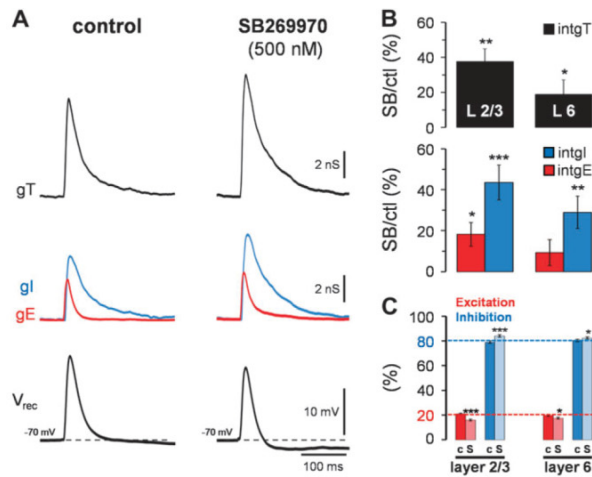 A
control
SB269970
(500 nM)
gT
2 nS
gI
gE
2 nS
Vrec
-70 mV
-70 mV
10 mV
100 ms
B
SB/ctl (%)
60
40
20
0
**
*
L 2/3
L 6
intgT
SB/ctl (%)
60
40
20
0
*
***
**
intgI
intgE
C
(%)
100
80
60
40
20
0
Excitation
Inhibition
***
***
*
*
c S c S c S c S
layer 2/3 layer 6